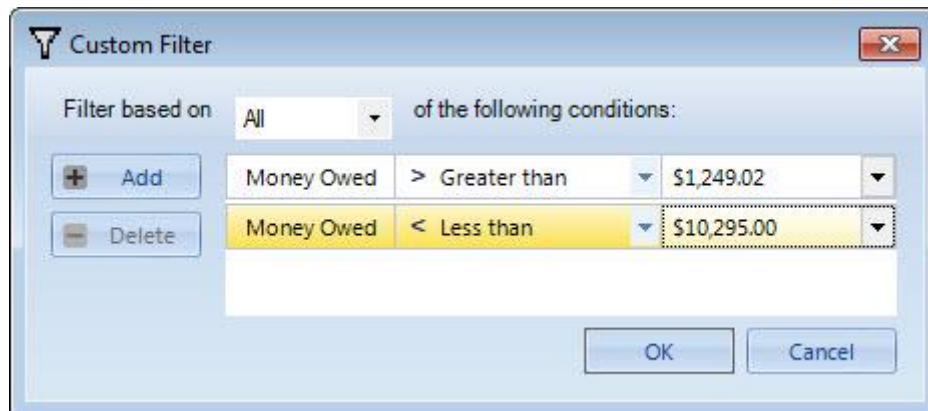 Custom Filter
Filter based on All of the following conditions:
Add Money Owed > Greater than $1,249.02
Delete Money Owed < Less than $10,295.00
OK Cancel